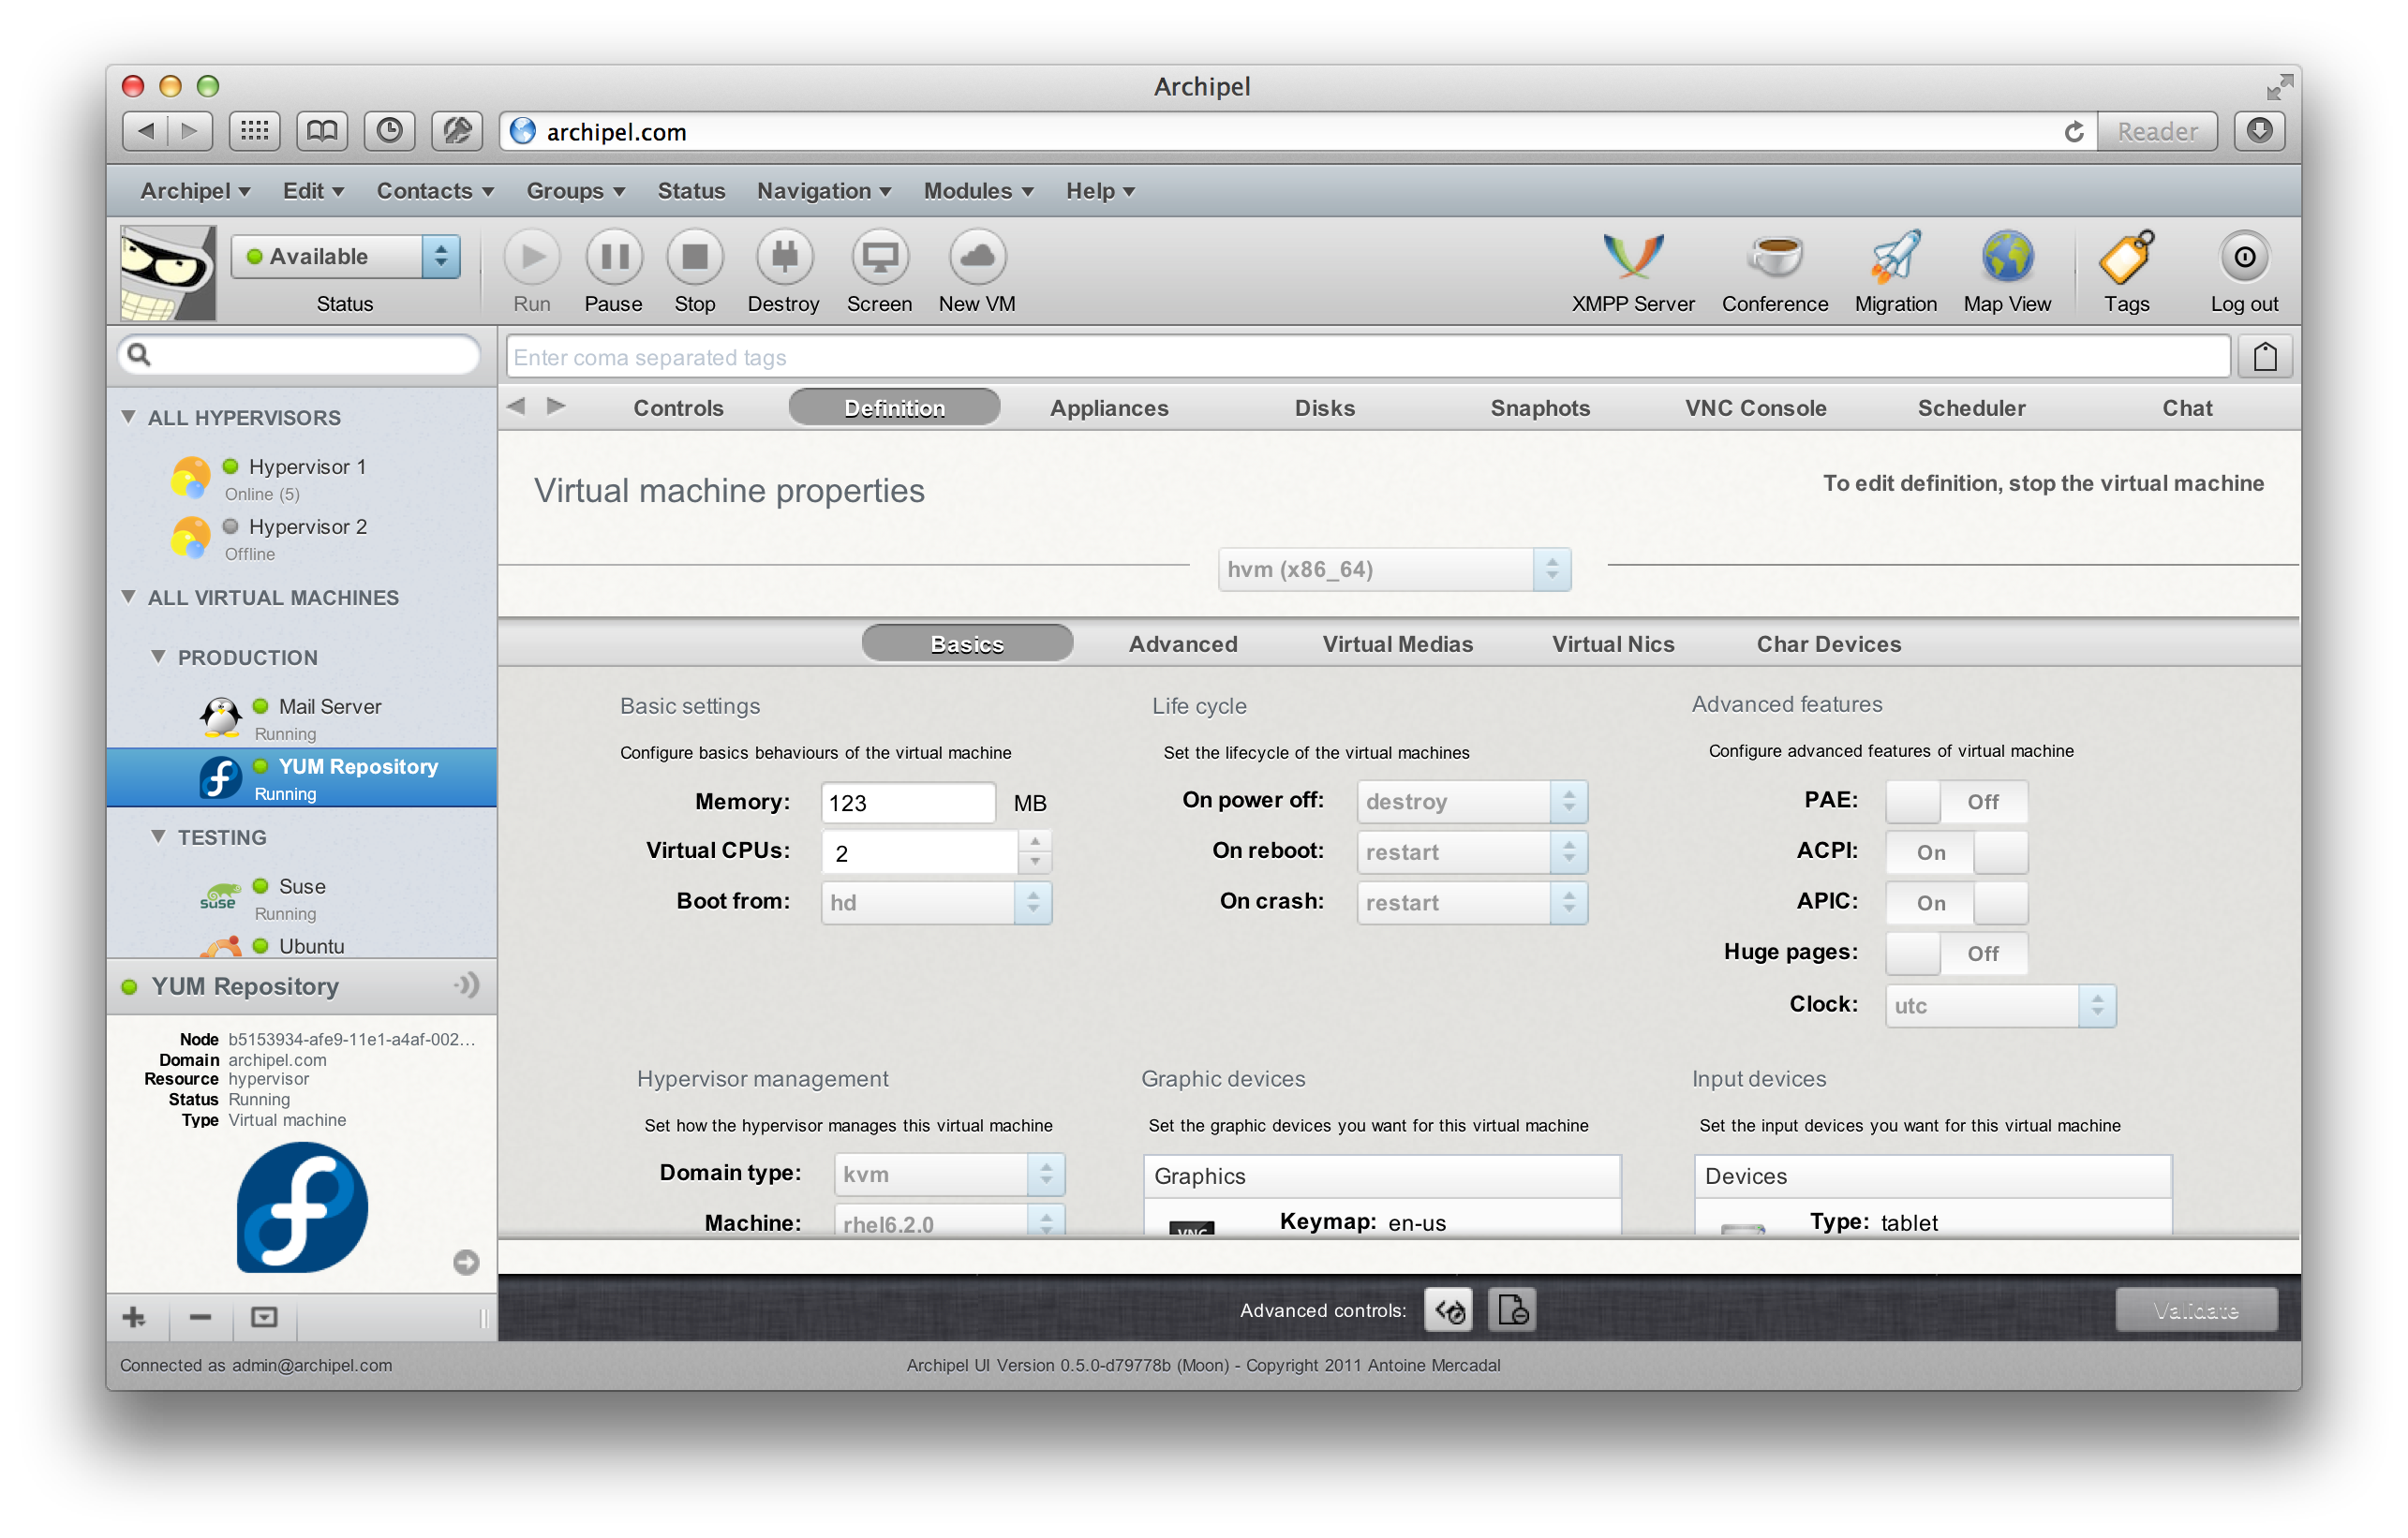 Archipel
archipel.com
Reader
Archipel Edit Contacts Groups Status Navigation Modules Help
Available
Status
Run Pause Stop Destroy Screen New VM
XMPP Server Conference Migration Map View Tags Log out
Enter coma separated tags
Controls Definition Appliances Disks Snaphots VNC Console Scheduler Chat
ALL HYPERVISORS
Hypervisor 1
Online (5)
Hypervisor 2
Offline
ALL VIRTUAL MACHINES
PRODUCTION
Mail Server
Running
YUM Repository
Running
TESTING
SUSE
Suse
Running
Ubuntu
YUM Repository
Node b5153934-afe9-11e1-a4af-002...
Domain archipel.com
Resource hypervisor
Status Running
Type Virtual machine
Virtual machine properties
To edit definition, stop the virtual machine
hvm (x86_64)
Basics Advanced Virtual Medias Virtual Nics Char Devices
Basic settings
Configure basics behaviours of the virtual machine
Memory: 123 MB
Virtual CPUs: 2
Boot from: hd
Life cycle
Set the lifecycle of the virtual machines
On power off: destroy
On reboot: restart
On crash: restart
Advanced features
Configure advanced features of virtual machine
PAE: Off
ACPI: On
APIC: On
Huge pages: Off
Clock: utc
Hypervisor management
Set how the hypervisor manages this virtual machine
Domain type: kvm
Machine: rhel6.2.0
Graphic devices
Set the graphic devices you want for this virtual machine
Graphics
VNC
Keymap: en-us
Input devices
Set the input devices you want for this virtual machine
Devices
Type: tablet
Advanced controls:
Validate
Connected as admin@archipel.com
Archipel UI Version 0.5.0-d79778b (Moon) - Copyright 2011 Antoine Mercadal